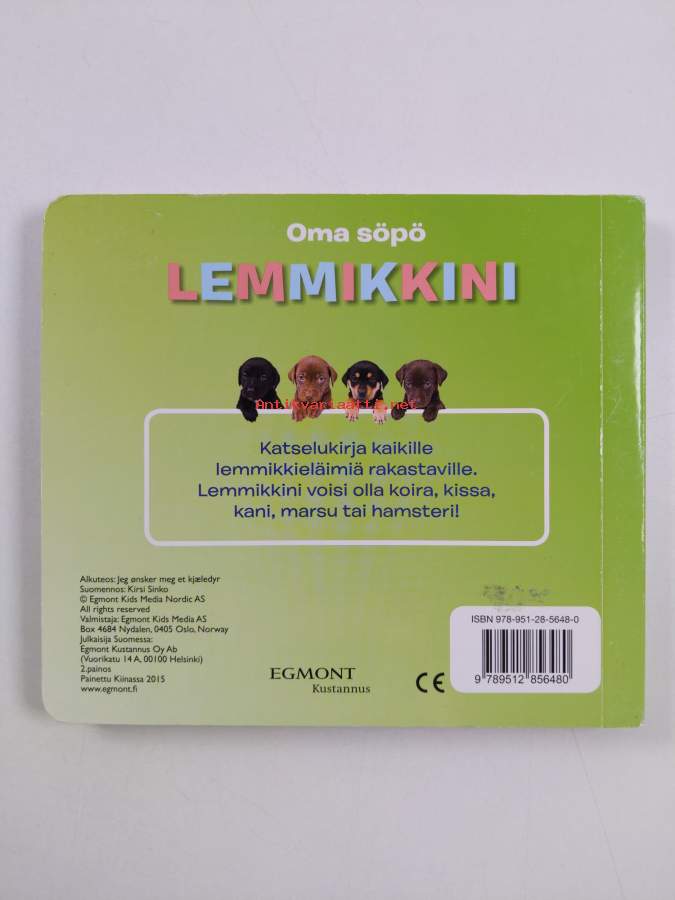 Oma söpö
LEMMIKKINI
Antikvariaatti.net
Katselukirja kaikille
lemmikkieläimiä rakastaville.
Lemmikkini voisi olla koira, kissa,
kani, marsu tai hamsteri!
Alkuteos: Jeg ønsker meg et kjæledyr
Suomennos: Kirsi Sinko
© Egmont Kids Media Nordic AS
All rights reserved
Valmistaja: Egmont Kids Media AS
Box 4684 Nydalen, 0405 Oslo, Norway
Julkaisija Suomessa:
Egmont Kustannus Oy Ab
(Vuorikatu 14 A, 00100 Helsinki)
2.painos
Painettu Kiinassa 2015
www.egmont.fi
EGMONT
Kustannus
CE
ISBN 978-951-28-5648-0
9 789512 856480